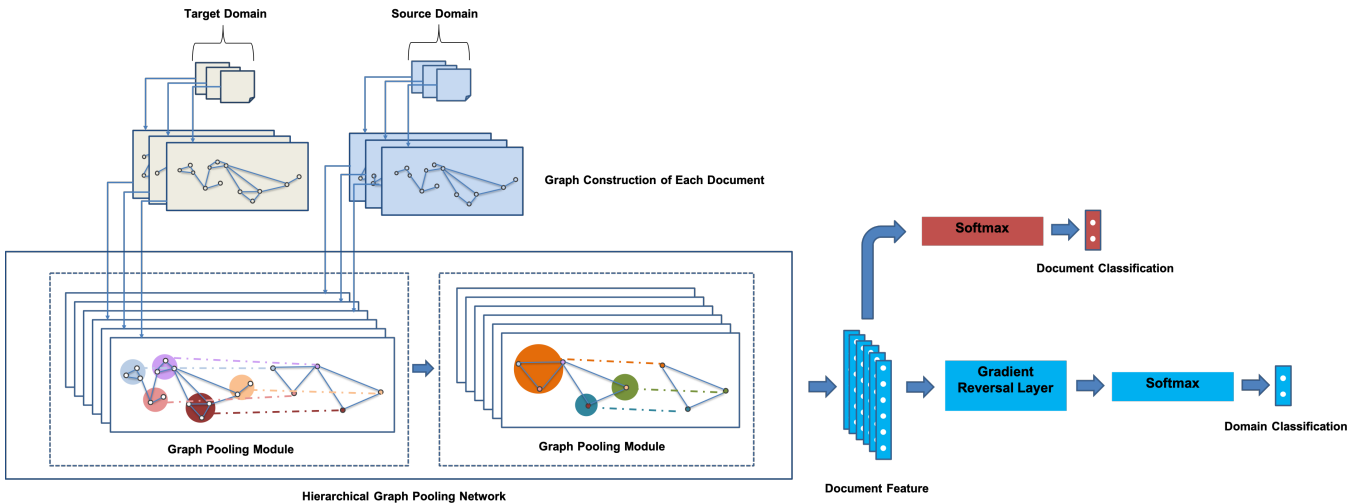 Target Domain
Source Domain
Graph Construction of Each Document
Softmax
Document Classification
Gradient
Reversal Layer
Softmax
Domain Classification
Graph Pooling Module
Graph Pooling Module
Document Feature
Hierarchical Graph Pooling Network